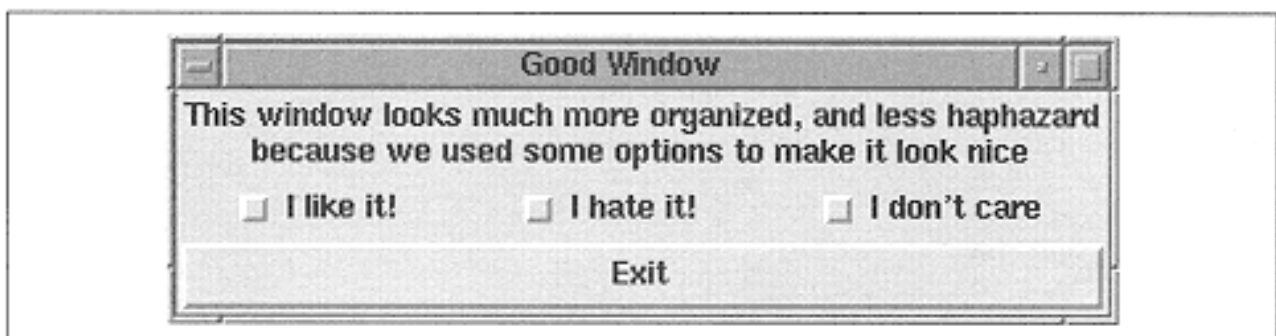 Good Window
This window looks much more organized, and less haphazard
because we used some options to make it look nice
I like it! I hate it! I don't care
Exit